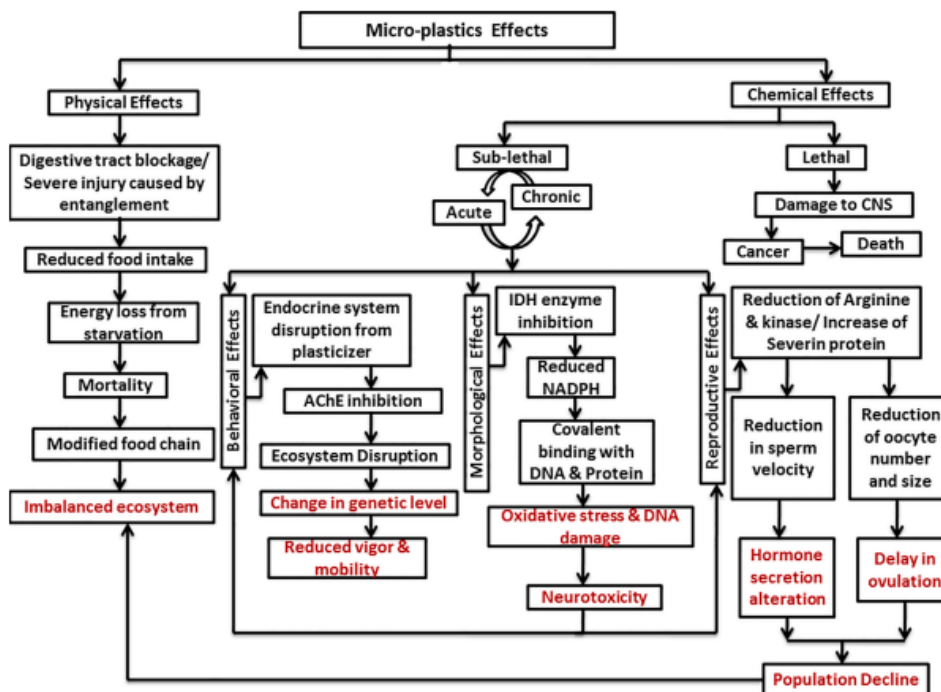 Micro-plastics Effects
Physical Effects
Chemical Effects
Digestive tract blockage/
Severe injury caused by
entanglement
Reduced food intake
Energy loss from
starvation
Mortality
Modified food chain
Imbalanced ecosystem
Sub-lethal
Chronic
Acute
Lethal
Damage to CNS
Cancer
Death
Behavioral Effects
Endocrine system
disruption from
plasticizer
AChE inhibition
Ecosystem Disruption
Change in genetic level
Reduced vigor &
mobility
Morphological Effects
IDH enzyme
inhibition
Reduced
NADPH
Covalent
binding with
DNA & Protein
Oxidative stress & DNA
damage
Neurotoxicity
Reproductive Effects
Reduction of Arginine
& kinase/ Increase of
Severin protein
Reduction
in sperm
velocity
Hormone
secretion
alteration
Reduction
of oocyte
number
and size
Delay in
ovulation
Population Decline